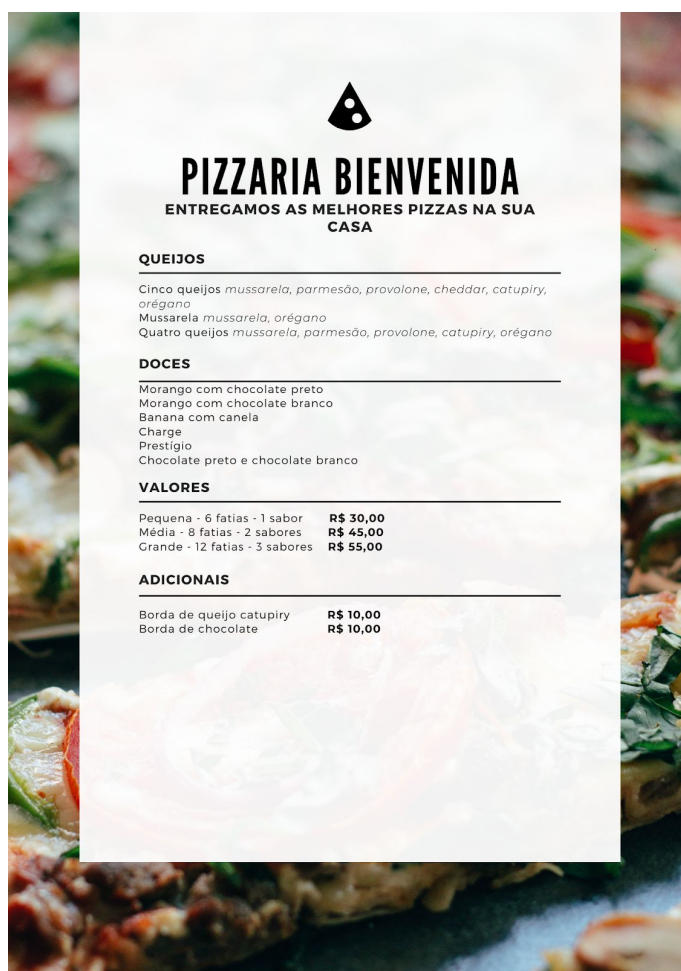 PIZZARIA BIENVENIDA
ENTREGAMOS AS MELHORES PIZZAS NA SUA
CASA
QUEIJOS
Cinco queijos mussarela, parmesão, provolone, cheddar, catupiry,
orégano
Mussarela mussarela, orégano
Quatro queijos mussarela, parmesão, provolone, catupiry, orégano
DOCES
Morango com chocolate preto
Morango com chocolate branco
Banana com canela
Charge
Prestígio
Chocolate preto e chocolate branco
VALORES
Pequena - 6 fatias - 1 sabor R$ 30,00
Média - 8 fatias - 2 sabores R$ 45,00
Grande - 12 fatias - 3 sabores R$ 55,00
ADICIONAIS
Borda de queijo catupiry R$ 10,00
Borda de chocolate R$ 10,00